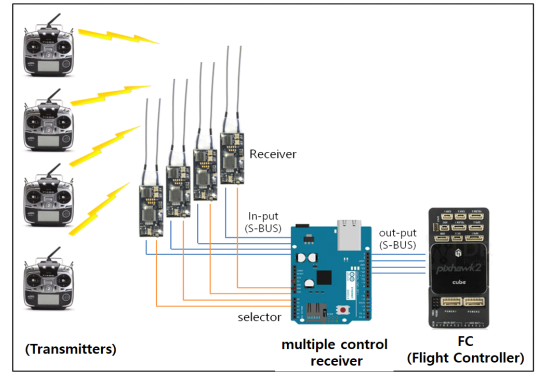 Receiver
In-put
(S-BUS)
out-put
(S-BUS)
pixhawk2
cube
selector
(Transmitters)
multiple control
receiver
FC
(Flight Controller)